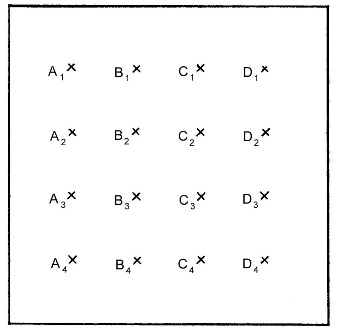 A₁× B₁× C₁× D₁×
A₂× B₂× C₂× D₂×
A₃× B₃× C₃× D₃×
A₄× B₄× C₄× D₄×